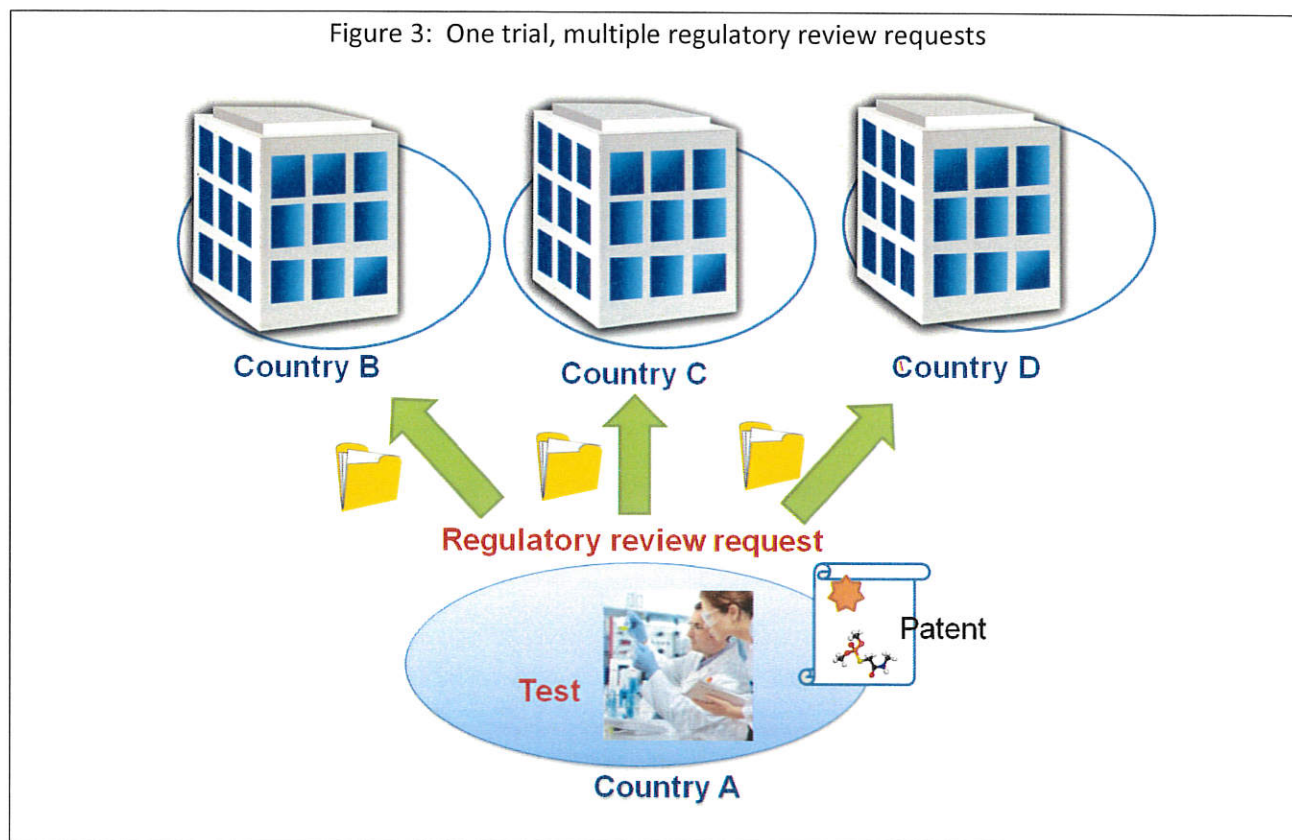 Figure 3: One trial, multiple regulatory review requests
Country B
Country C
Country D
Regulatory review request
Patent
Test
Country A